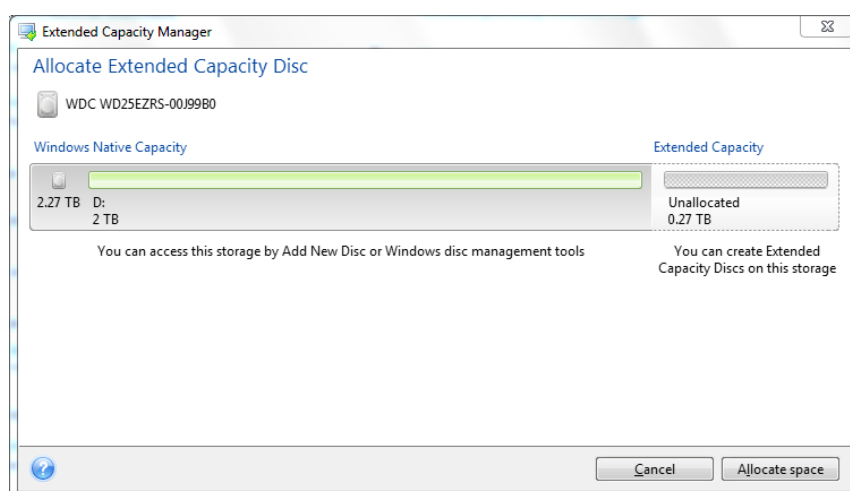 Extended Capacity Manager
Allocate Extended Capacity Disc
WDC WD25EZRS-00J99B0
Windows Native Capacity
Extended Capacity
2.27 TB
D:
2 TB
Unallocated
0.27 TB
You can access this storage by Add New Disc or Windows disc management tools
You can create Extended
Capacity Discs on this storage
Cancel
Allocate space